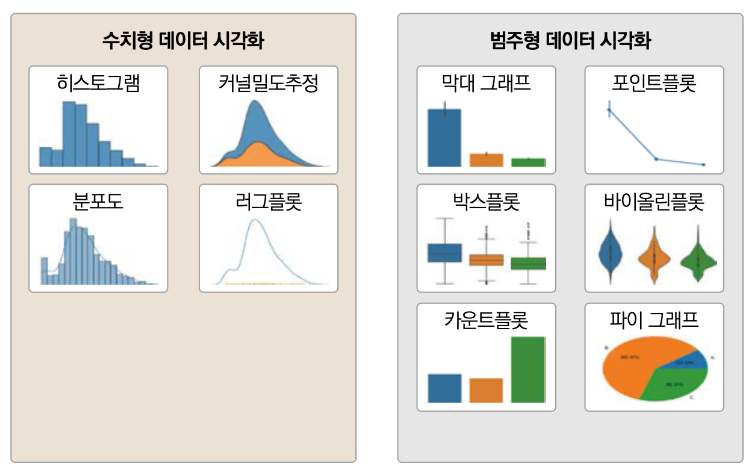 수치형 데이터 시각화
히스토그램
커널밀도추정
분포도
러그플롯
범주형 데이터 시각화
막대 그래프
포인트플롯
박스플롯
바이올린플롯
카운트플롯
파이 그래프